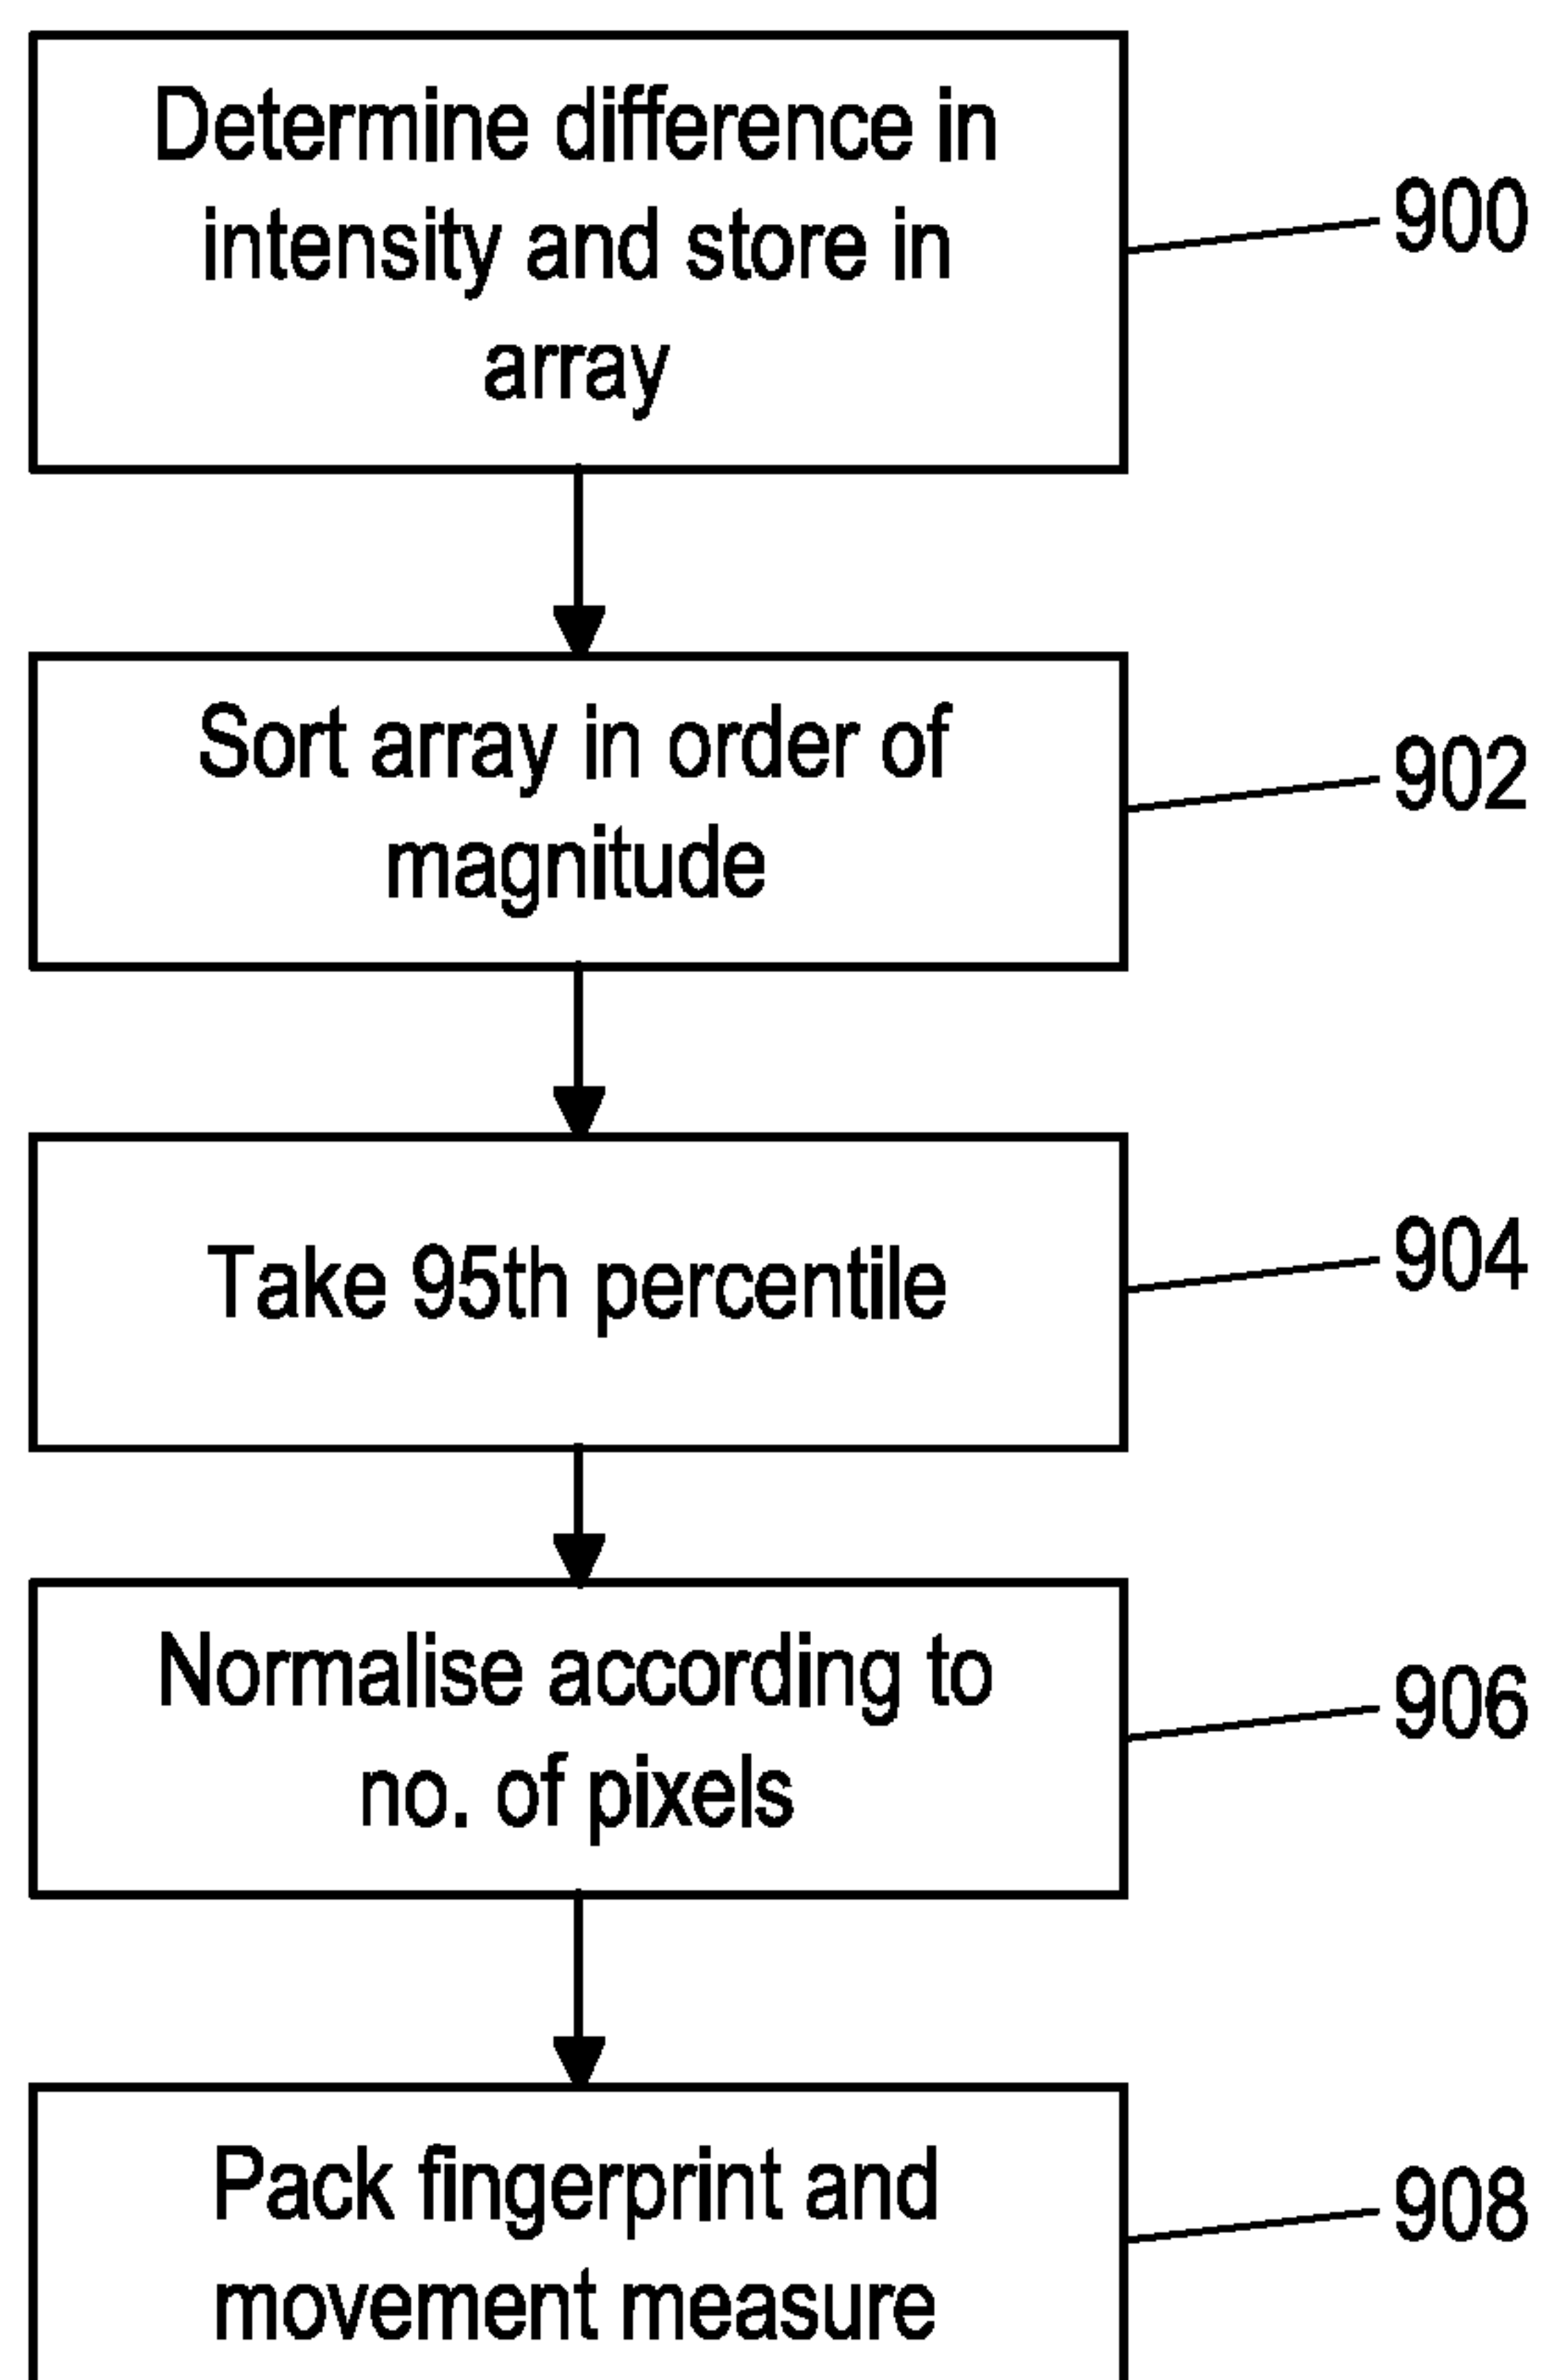 Determine difference in
intensity and store in
array
900
Sort array in order of
magnitude
902
Take 95th percentile
904
Normalise according to
no. of pixels
906
Pack fingerprint and
movement measure
908